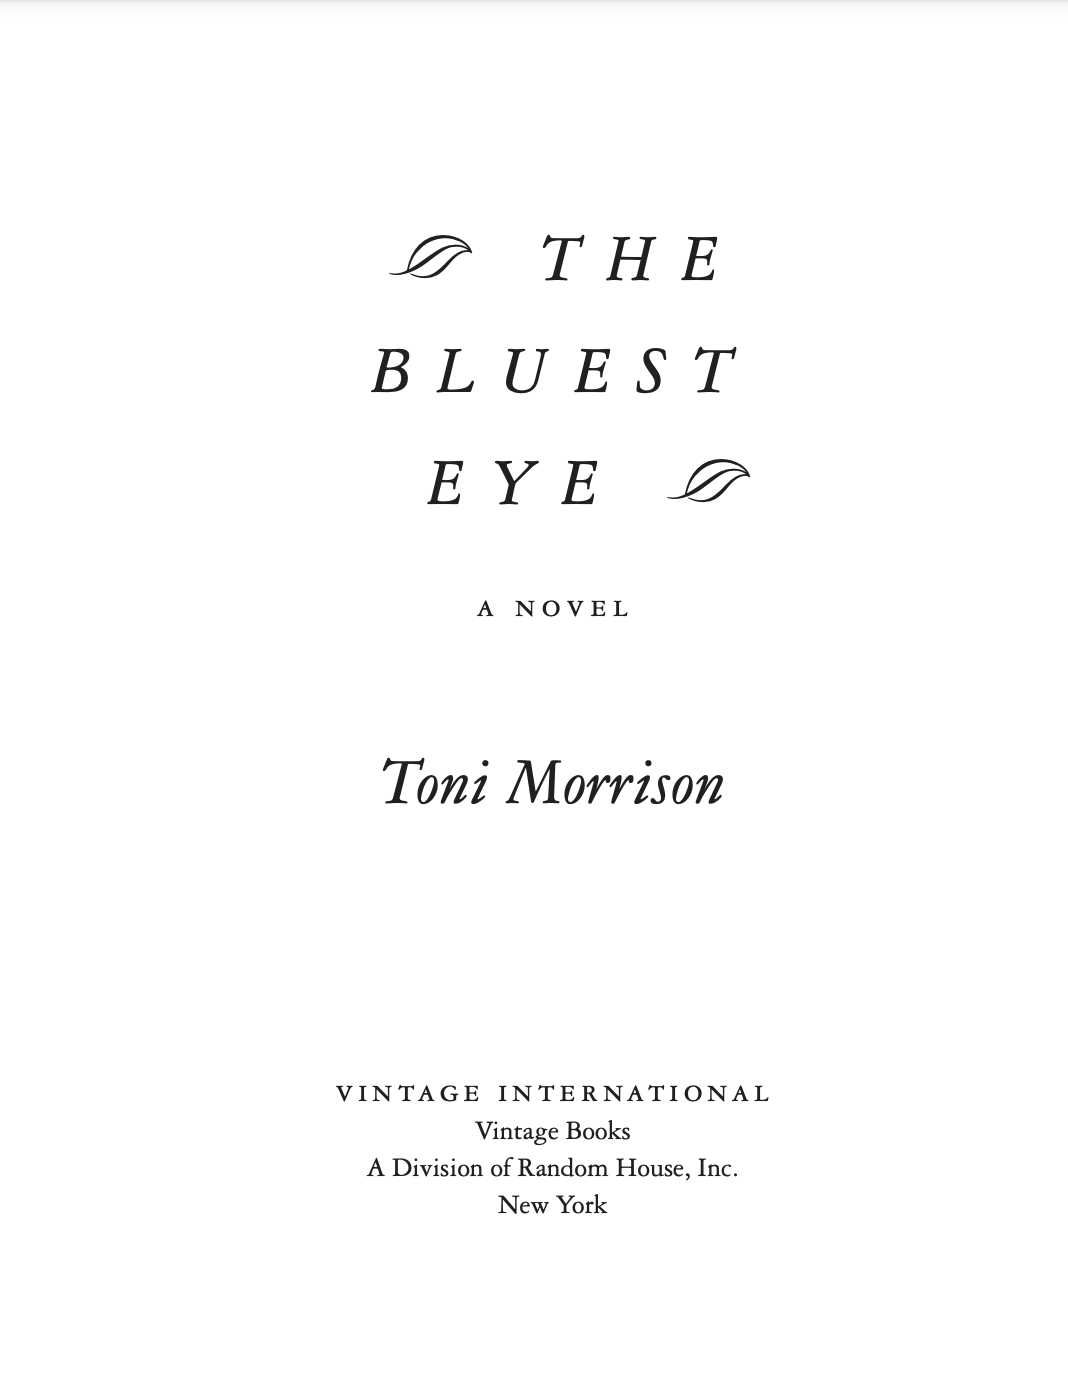 THE
BLUEST
EYE
A NOVEL
Toni Morrison
VINTAGE INTERNATIONAL
Vintage Books
A Division of Random House, Inc.
New York